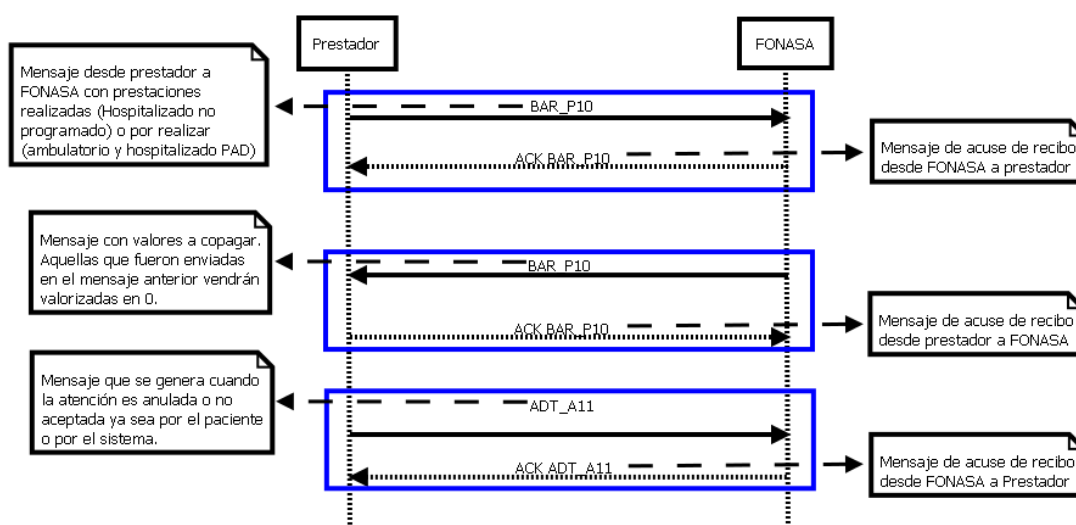 Prestador
FONASA
Mensaje desde prestador a
FONASA con prestaciones
realizadas (Hospitalizado no
programado) o por realizar
(ambulatorio y hospitalizado PAD)
BAR_P10
ACK BAR_P10
Mensaje de acuse de recibo
desde FONASA a prestador
Mensaje con valores a copagar.
Aquellas que fueron enviadas
en el mensaje anterior vendrán
valorizadas en 0.
BAR_P10
ACK BAR_P10
Mensaje de acuse de recibo
desde prestador a FONASA
Mensaje que se genera cuando
la atención es anulada o no
aceptada ya sea por el paciente
o por el sistema.
ADT_A11
ACK ADT_A11
Mensaje de acuse de recibo
desde FONASA a Prestador